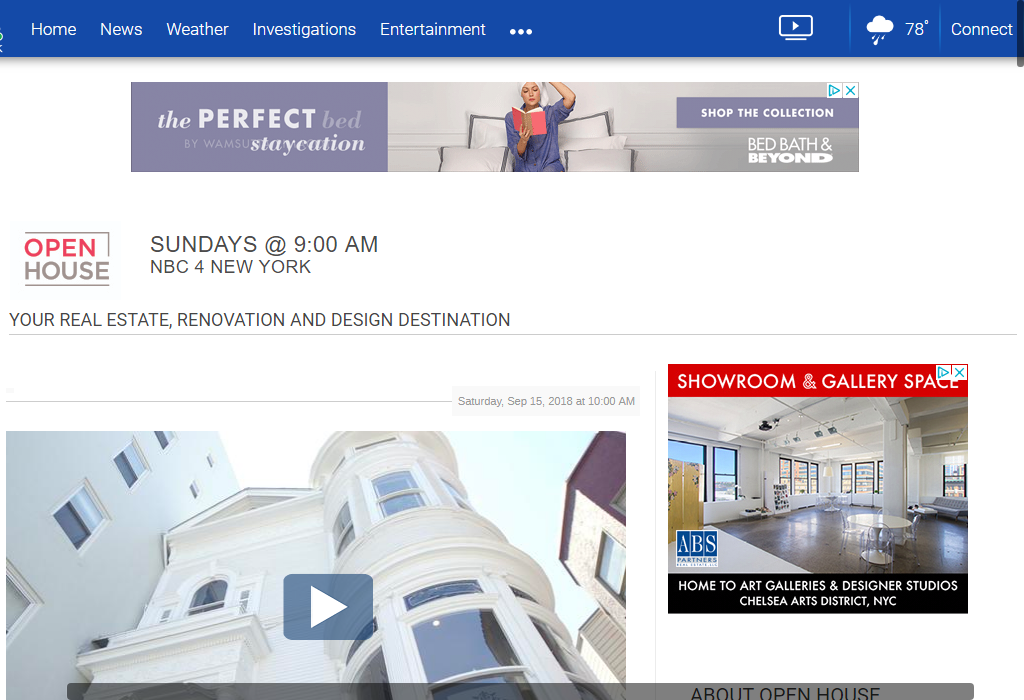 Home News Weather Investigations Entertainment ••• 78° Connect
the PERFECT bed
BY WAMSU stayceation
SHOP THE COLLECTION
BED BATH &
BEYOND
OPEN
HOUSE
SUNDAYS @ 9:00 AM
NBC 4 NEW YORK
YOUR REAL ESTATE, RENOVATION AND DESIGN DESTINATION
Saturday, Sep 15, 2018 at 10:00 AM
SHOWROOM & GALLERY SPACE
ABS
PARTNERS
REAL ESTATE, LLC
HOME TO ART GALLERIES & DESIGNER STUDIOS
CHELSEA ARTS DISTRICT, NYC
ABOUT OPEN HOUSE